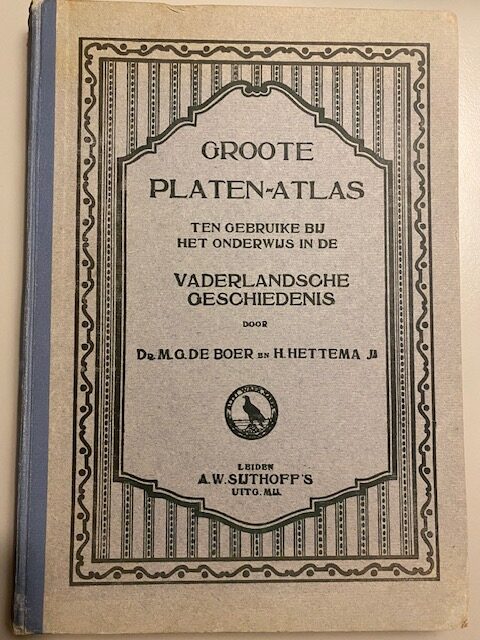 GROOTE
PLATEN-ATLAS
TEN GEBRUIKE BIJ
HET ONDERWIJS IN DE
VADERLANDSCHE
GESCHIEDENIS
DOOR
DR. M.G. DE BOER EN H. HETTEMA JR
LEIDEN
A.W. SIJTHOFF'S
UITG. MIJ.